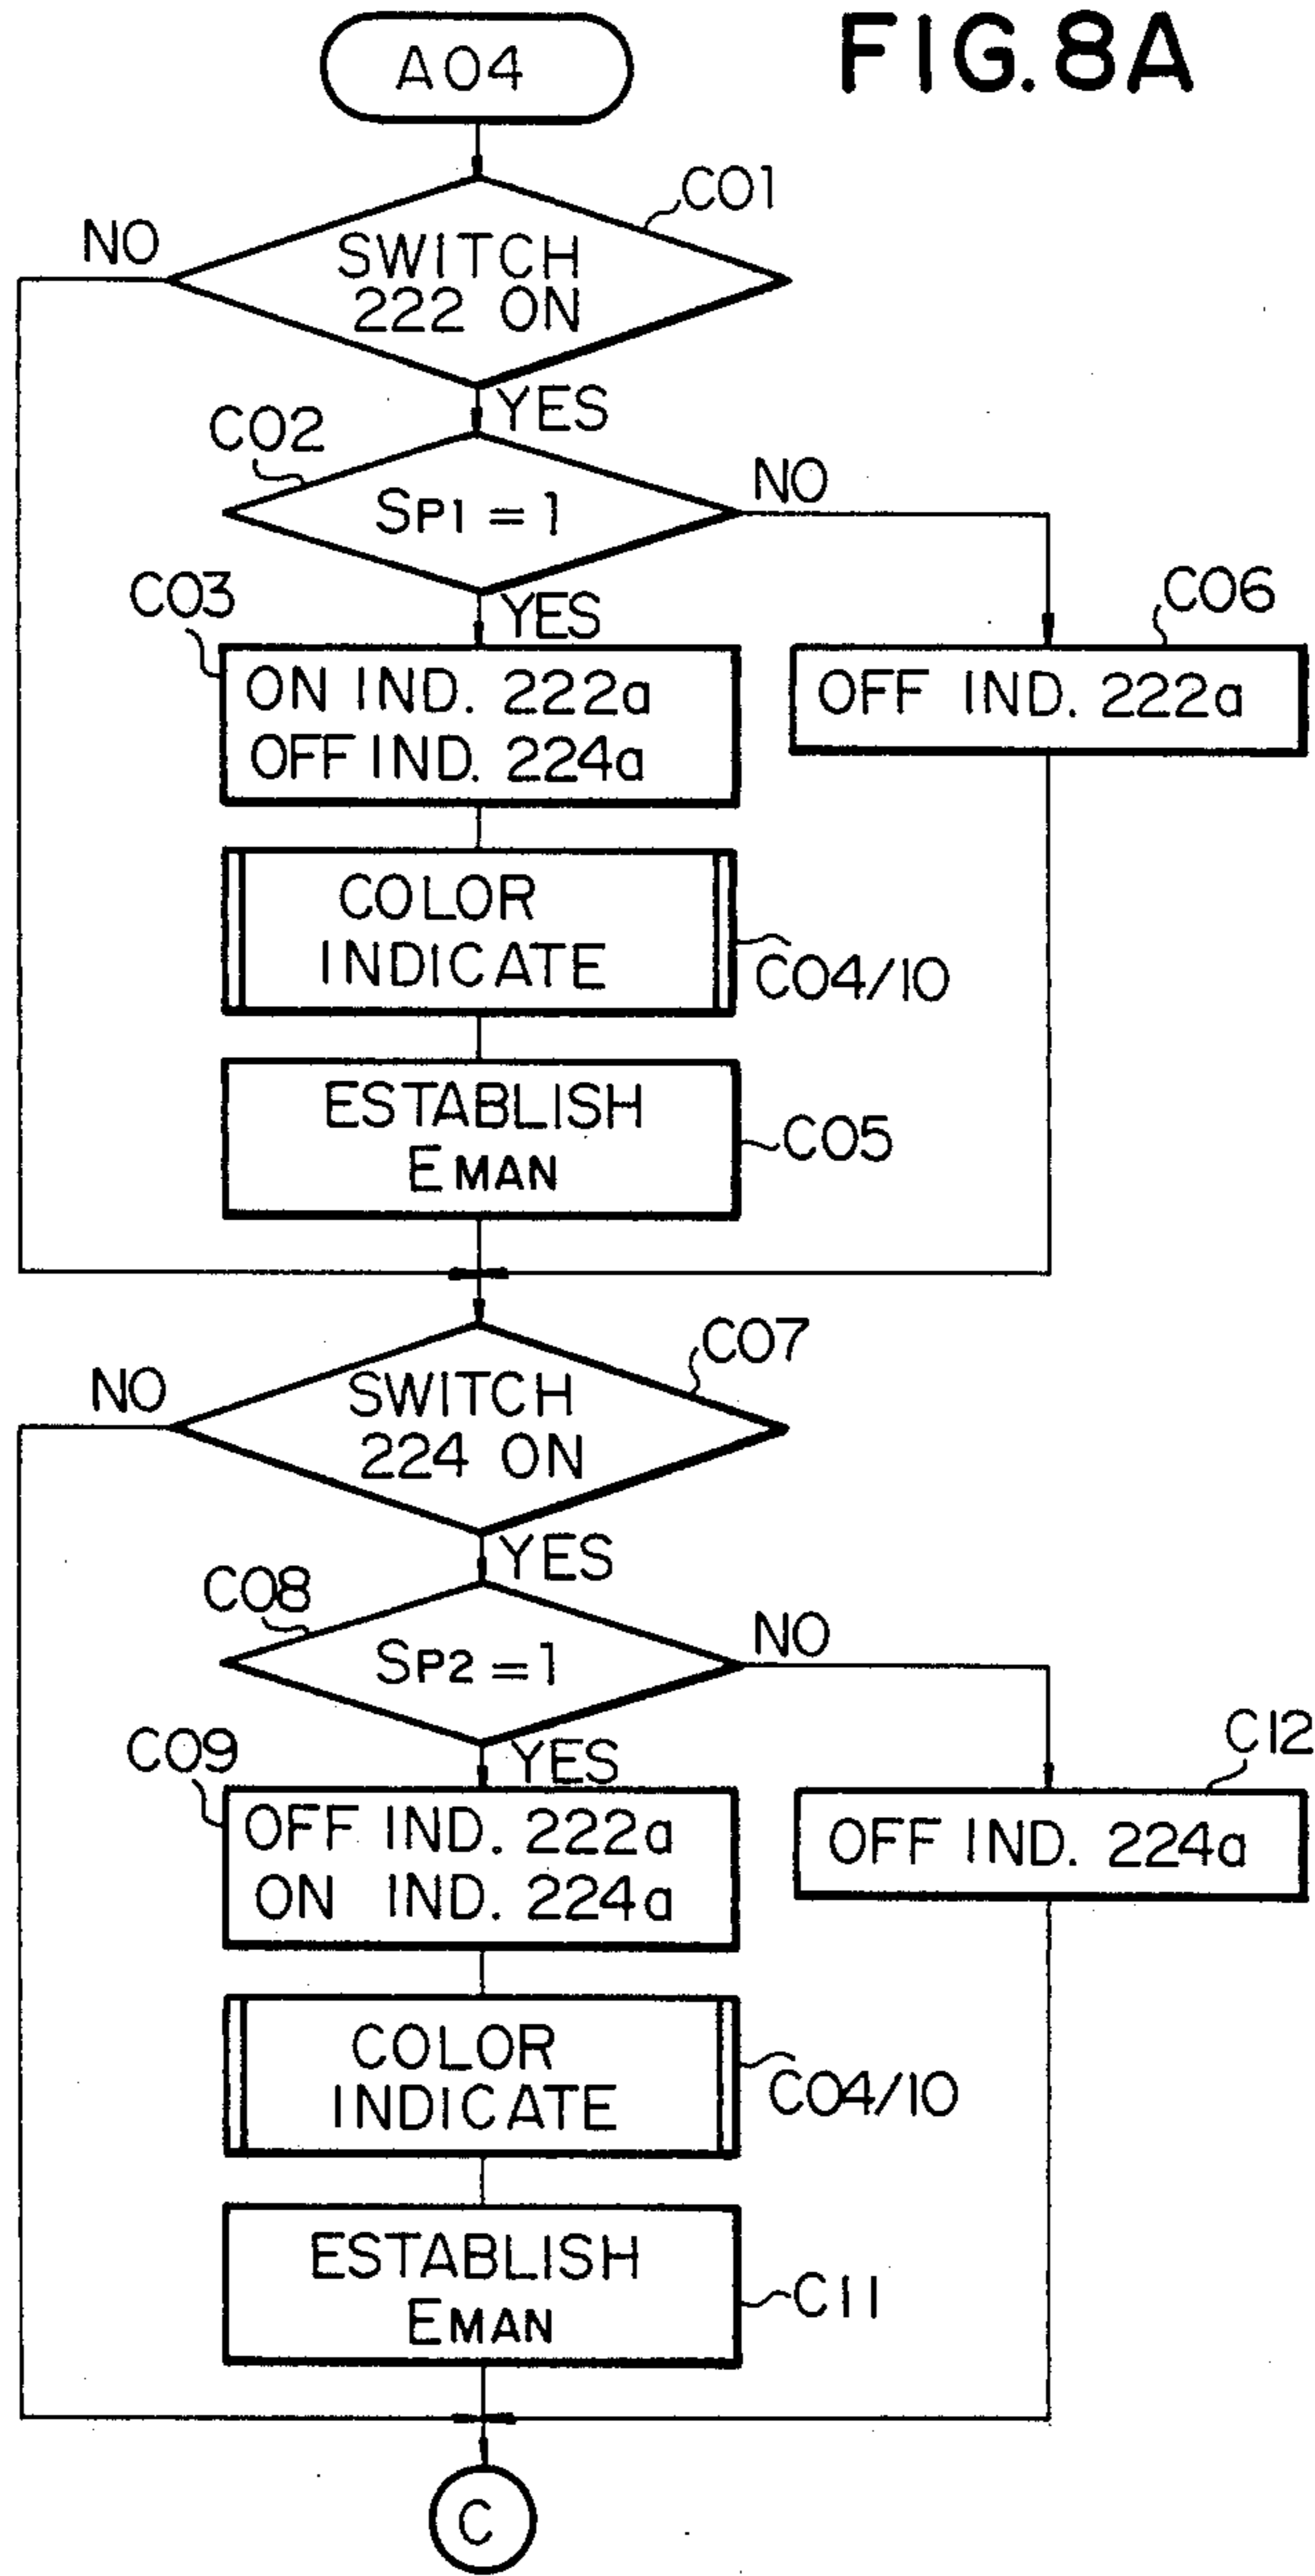 FIG. 8A
A04
C01
NO
SWITCH
222 ON
YES
C02
SP1 = 1
NO
YES
C03
ON IND. 222a
OFF IND. 224a
C06
OFF IND. 222a
COLOR
INDICATE
C04/10
ESTABLISH
EMAN
C05
C07
NO
SWITCH
224 ON
YES
C08
SP2 = 1
NO
YES
C09
OFF IND. 222a
ON IND. 224a
C12
OFF IND. 224a
COLOR
INDICATE
C04/10
ESTABLISH
EMAN
C11
C